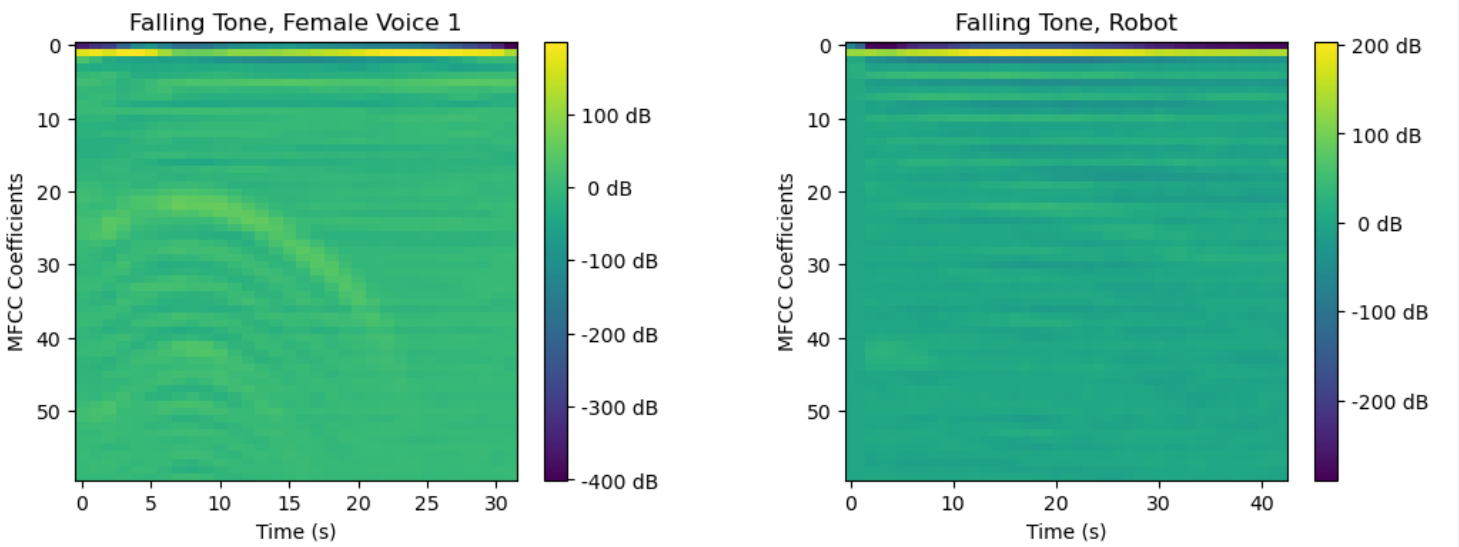 Falling Tone, Female Voice 1
MFCC Coefficients
0
10
20
30
40
50
0 5 10 15 20 25 30
Time (s)
100 dB
0 dB
-100 dB
-200 dB
-300 dB
-400 dB
Falling Tone, Robot
MFCC Coefficients
0
10
20
30
40
50
0 10 20 30 40
Time (s)
200 dB
100 dB
0 dB
-100 dB
-200 dB